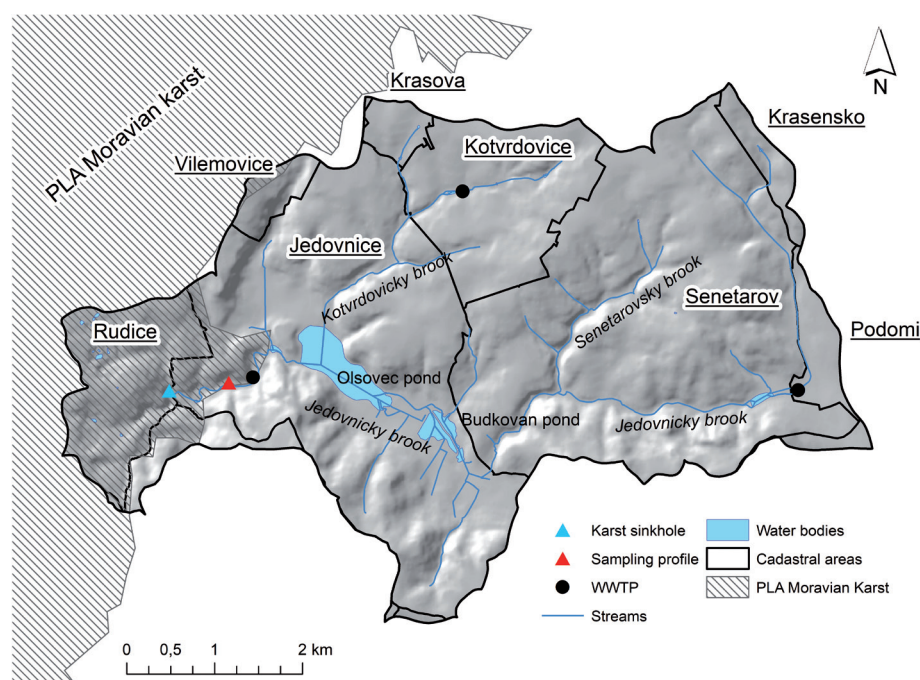 Krasova
N
PLA Moravian karst
Krasensko
Kotvrdovice
Vilemovice
Jedovnice
Kotvrdovicky brook
Senetarovsky brook
Senetarov
Rudice
Podomi
Olsovec pond
Jedovnicky brook
Budkovan pond
Jedovnicky brook
Karst sinkhole
Water bodies
Sampling profile
Cadastral areas
WWTP
PLA Moravian Karst
Streams
0 0,5 1 2 km